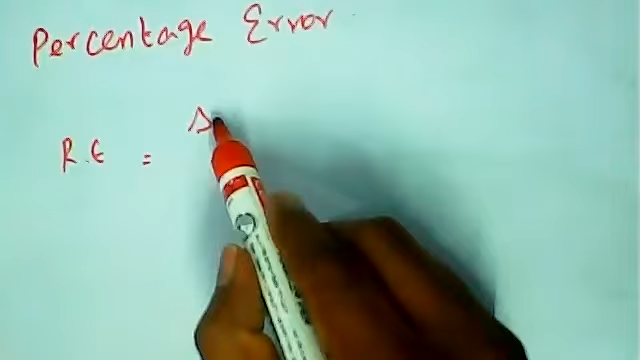 Percentage Error
R.E = Δ